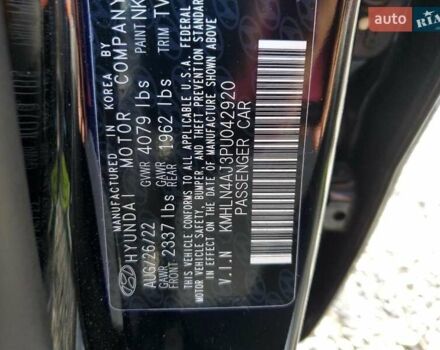 MANUFACTURED IN KOREA BY
HYUNDAI MOTOR COMPANY
AUG/26/22 GVWR 4079 lbs PAINT NK
GAWR FRONT 2337 lbs GAWR REAR 1962 lbs TRIM TV
THIS VEHICLE CONFORMS TO ALL APPLICABLE U.S.A. FEDERAL
MOTOR VEHICLE SAFETY, BUMPER, AND THEFT PREVENTION STANDARDS
IN EFFECT ON THE DATE OF MANUFACTURE SHOWN ABOVE
V.I.N KMHLN4AJ3PU042920
PASSENGER CAR
auto RIA